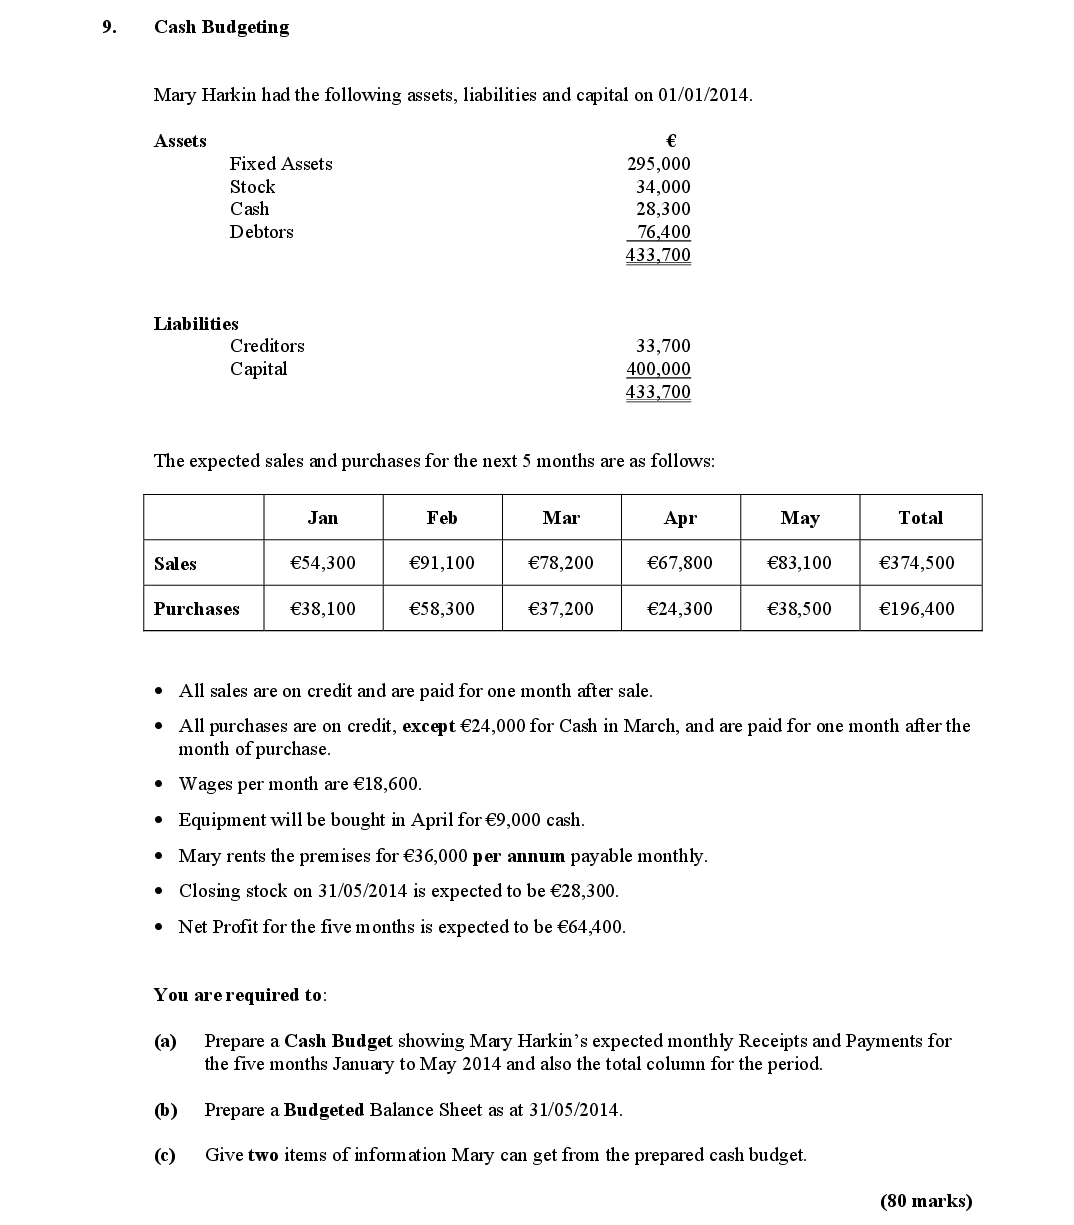 9. Cash Budgeting
Mary Harkin had the following assets, liabilities and capital on 01/01/2014.
Assets €
Fixed Assets 295,000
Stock 34,000
Cash 28,300
Debtors 76,400
433,700
Liabilities
Creditors 33,700
Capital 400,000
433,700
The expected sales and purchases for the next 5 months are as follows:
Jan Feb Mar Apr May Total
Sales €54,300 €91,100 €78,200 €67,800 €83,100 €374,500
Purchases €38,100 €58,300 €37,200 €24,300 €38,500 €196,400
• All sales are on credit and are paid for one month after sale.
• All purchases are on credit, except €24,000 for Cash in March, and are paid for one month after the
month of purchase.
• Wages per month are €18,600.
• Equipment will be bought in April for €9,000 cash.
• Mary rents the premises for €36,000 per annum payable monthly.
• Closing stock on 31/05/2014 is expected to be €28,300.
• Net Profit for the five months is expected to be €64,400.
You are required to:
(a) Prepare a Cash Budget showing Mary Harkin’s expected monthly Receipts and Payments for
the five months January to May 2014 and also the total column for the period.
(b) Prepare a Budgeted Balance Sheet as at 31/05/2014.
(c) Give two items of information Mary can get from the prepared cash budget.
(80 marks)